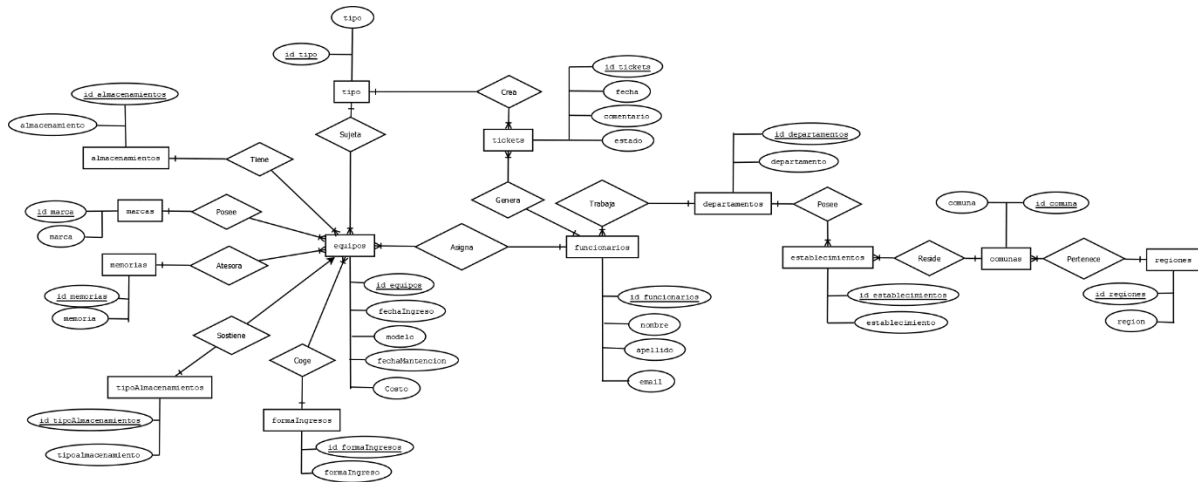 tipo
id tipo
tipo
Crea
id tickets
fecha
comentario
estado
tickets
id almacenamientos
almacenamiento
almacenamientos
Tiene
Sujeta
id departamentos
departamento
departamentos
Posee
Genera
Trabaja
id marca
marca
marcas
Posee
equipos
Asigna
funcionarios
comuna
id comuna
establecimientos
Reside
comunas
Pertenece
regiones
memorias
Atesora
id memorias
memoria
id equipos
fechaIngreso
modelo
fechaMantencion
Costo
id funcionarios
nombre
apellido
email
id establecimientos
establecimiento
id regiones
region
Sostiene
Coge
tipoAlmacenamientos
id tipoAlmacenamientos
tipoalmacenamiento
formaIngresos
id formaIngresos
formaIngreso